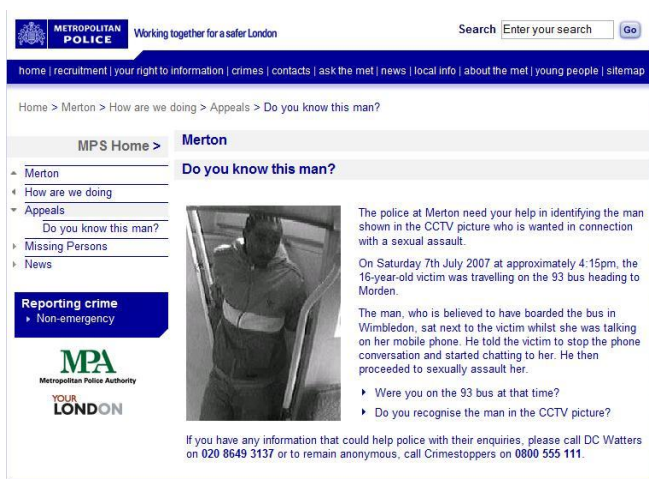 METROPOLITAN
POLICE
Working together for a safer London
Search Enter your search Go
home | recruitment | your right to information | crimes | contacts | ask the met | news | local info | about the met | young people | sitemap
Home > Merton > How are we doing > Appeals > Do you know this man?
MPS Home >
Merton
How are we doing
Appeals
Do you know this man?
Missing Persons
News
Reporting crime
Non-emergency
MPA
Metropolitan Police Authority
YOUR
LONDON
Merton
Do you know this man?
The police at Merton need your help in identifying the man
shown in the CCTV picture who is wanted in connection
with a sexual assault.
On Saturday 7th July 2007 at approximately 4:15pm, the
16-year-old victim was travelling on the 93 bus heading to
Morden.
The man, who is believed to have boarded the bus in
Wimbledon, sat next to the victim whilst she was talking
on her mobile phone. He told the victim to stop the phone
conversation and started chatting to her. He then
proceeded to sexually assault her.
Were you on the 93 bus at that time?
Do you recognise the man in the CCTV picture?
If you have any information that could help police with their enquiries, please call DC Watters
on 020 8649 3137 or to remain anonymous, call Crimestoppers on 0800 555 111.